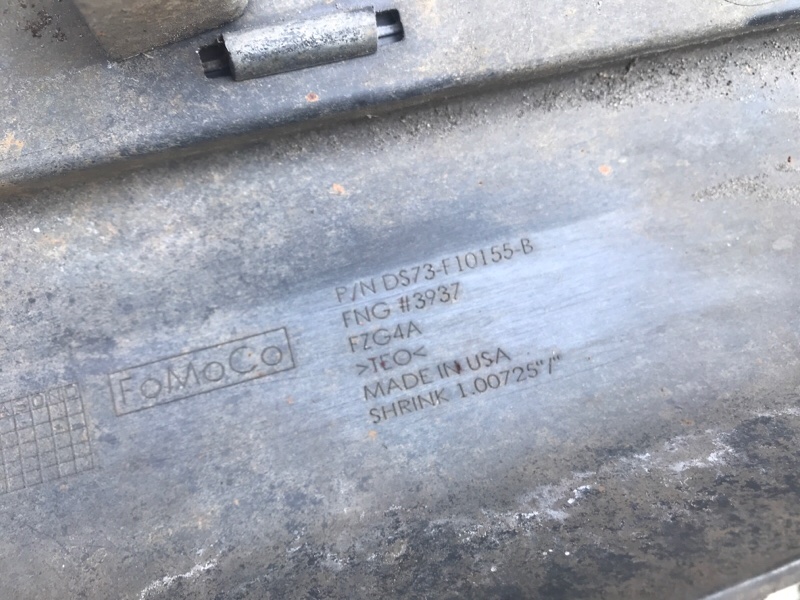 FoMoCo
P/N DS73-F10155-B
FNG #3937
FZG4A
>TEO<
MADE IN USA
SHRINK 1.00725"/"